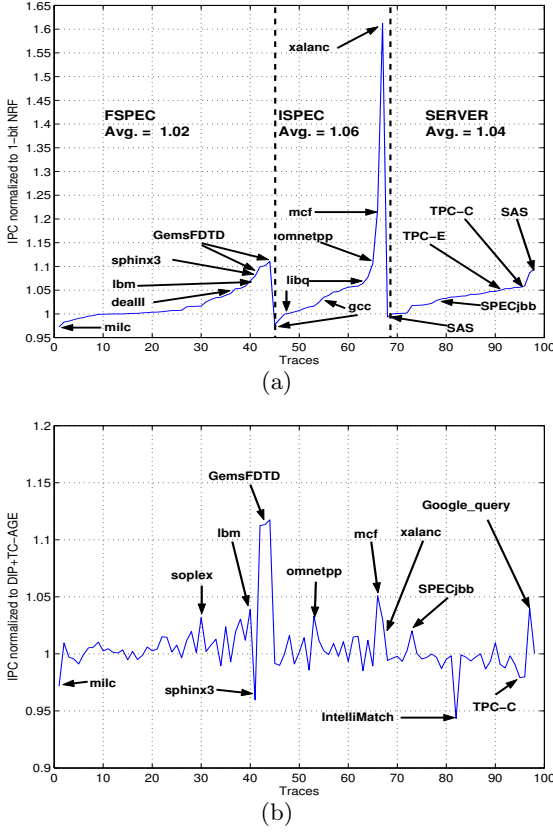 1.65
1.6
1.55
1.5
1.45
1.4
1.35
1.3
1.25
1.2
1.15
1.1
1.05
1
0.95
IPC normalized to 1-bit NRF
xalanc
FSPEC
Avg. = 1.02
ISPEC
Avg. = 1.06
SERVER
Avg. = 1.04
mcf
GemsFDTD
omnetpp
TPC-C
SAS
TPC-E
sphinx3
lbm
libq
dealII
gcc
SPECjbb
milc
SAS
0 10 20 30 40 50 60 70 80 90 100
Traces
(a)
1.2
1.15
1.1
1.05
1
0.95
0.9
IPC normalized to DIP+TC-AGE
GemsFDTD
Google_query
lbm
mcf
xalanc
soplex
omnetpp
SPECjbb
milc
sphinx3
IntelliMatch
TPC-C
0 10 20 30 40 50 60 70 80 90 100
Traces
(b)